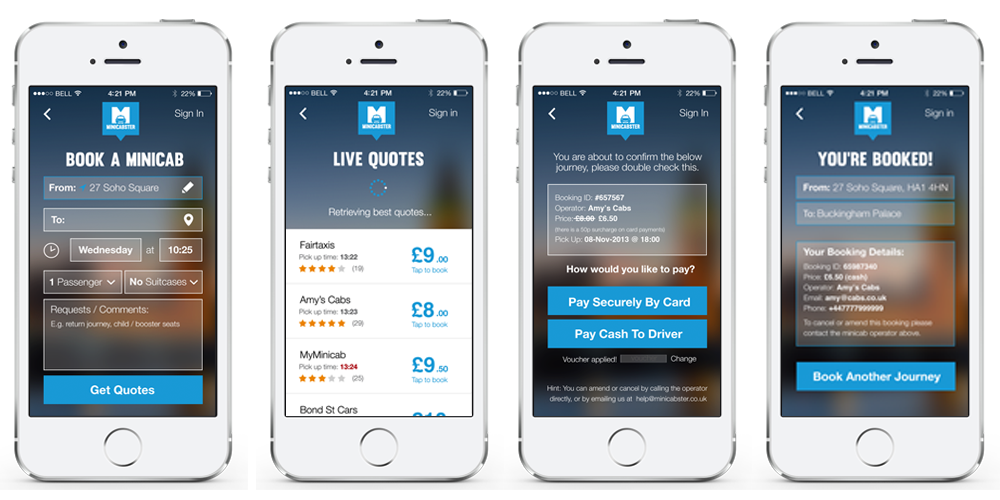 BELL 4:21 PM 22%
MINICABSTER
Sign In
BOOK A MINICAB
From: 27 Soho Square
To:
Wednesday at 10:25
1 Passenger No Suitcases
Requests / Comments:
E.g. return journey, child / booster seats
Get Quotes
BELL 4:21 PM 22%
MINICABSTER
Sign in
LIVE QUOTES
Retrieving best quotes...
Fairtaxis
Pick up time: 13:22
(19)
£9.00
Tap to book
Amy's Cabs
Pick up time: 13:23
(29)
£8.00
Tap to book
MyMinicab
Pick up time: 13:24
(25)
£9.50
Tap to book
Bond St Cars
BELL 4:21 PM 22%
MINICABSTER
Sign In
You are about to confirm the below
journey, please double check this.
Booking ID: #657567
Operator: Amy's Cabs
Price: £8.00 £6.50
(there is a 50p surcharge on card payments)
Pick Up: 08-Nov-2013 @ 18:00
How would you like to pay?
Pay Securely By Card
Pay Cash To Driver
Voucher applied! Change
Hint: You can amend or cancel by calling the operator
directly, or by emailing us at help@minicabster.co.uk
BELL 4:21 PM 22%
MINICABSTER
Sign in
YOU'RE BOOKED!
From: 27 Soho Square, HA1 4HN
To: Buckingham Palace
Your Booking Details:
Booking ID: 65987340
Price: £6.50 (cash)
Operator: Amy's Cabs
Email: amy@cabs.co.uk
Phone: +447777999999
To cancel or amend this booking please
contact the minicab operator above.
Book Another Journey